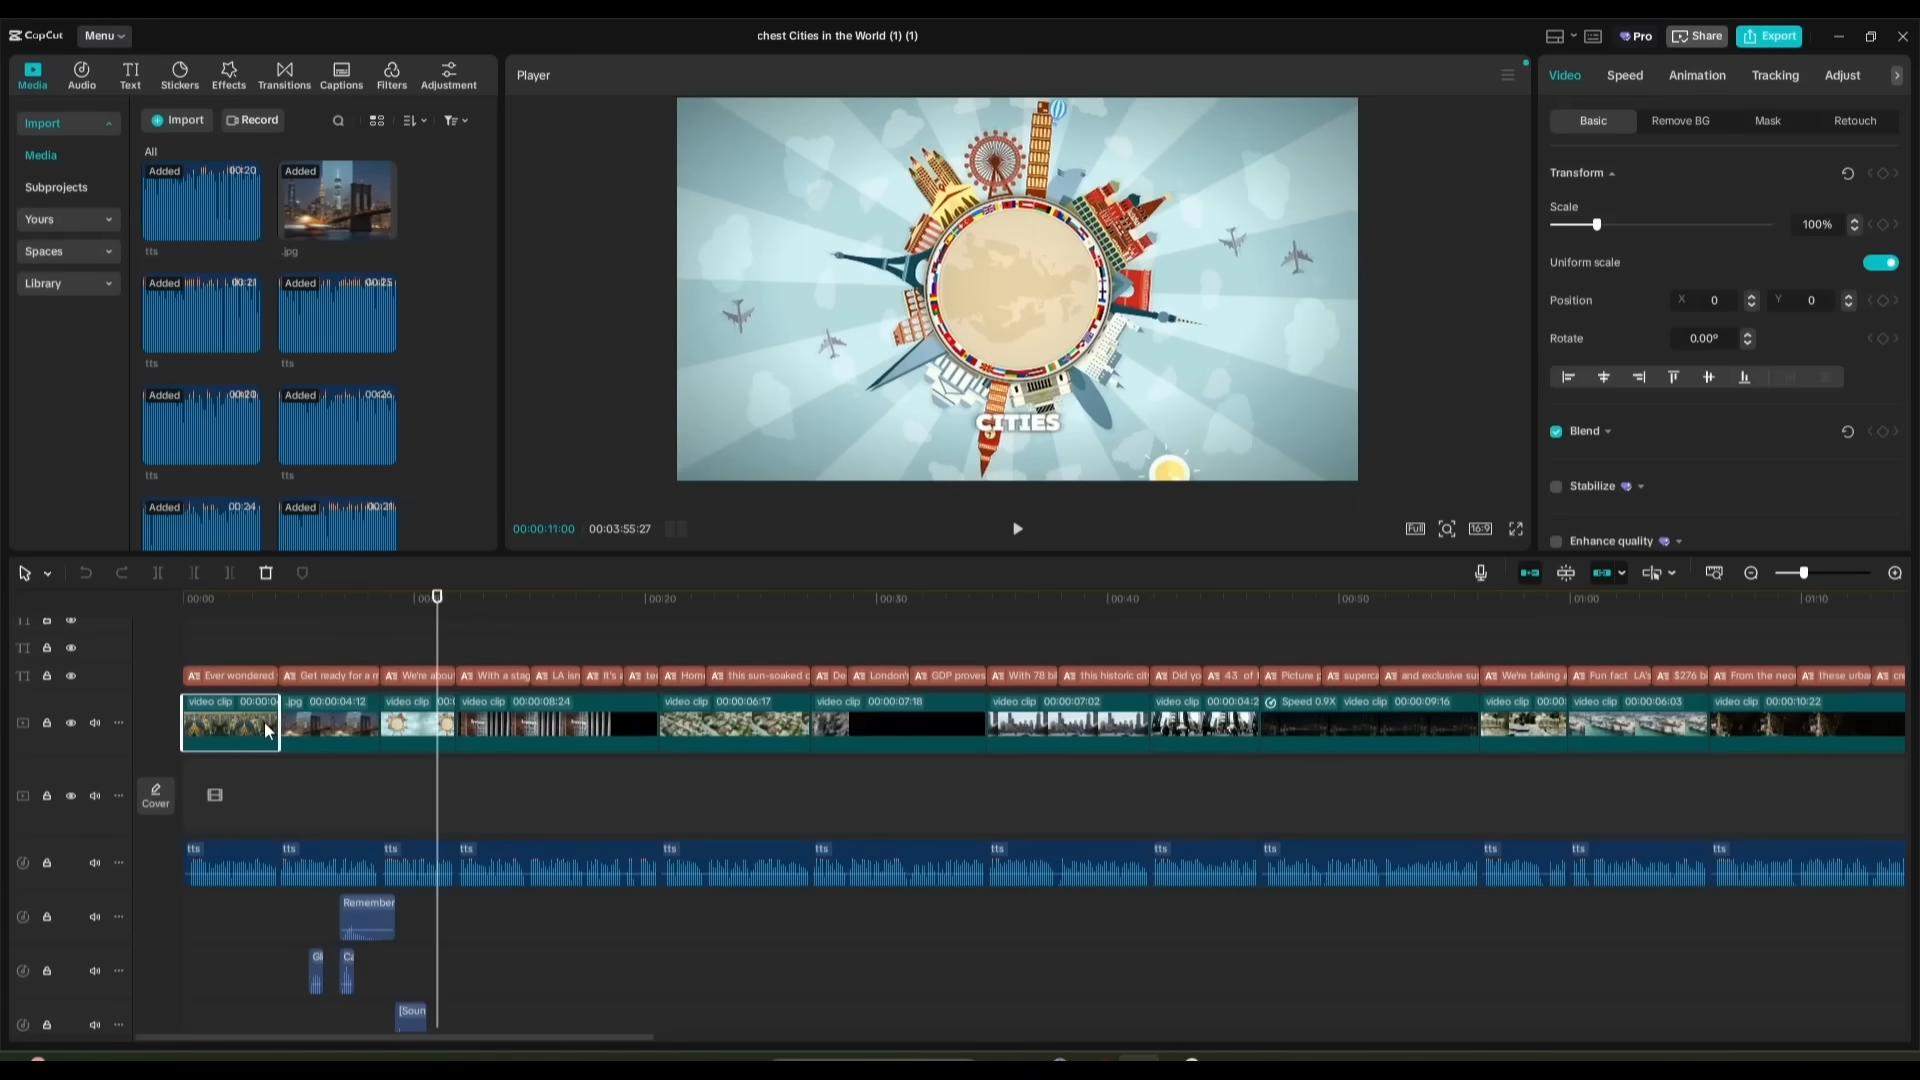 CapCut
Menu
chest Cities in the World (1) (1)
Pro
Share
Export
Media
Audio
Text
Stickers
Effects
Transitions
Captions
Filters
Adjustment
Import
Media
Subprojects
Yours
Spaces
Library
Import
Record
All
Added 00:20
Added
tts
.jpg
Added 00:21
Added 00:25
tts
tts
Added 00:20
Added 00:26
tts
tts
Added 00:24
Added 00:21
Player
CITIES
00:00:11:00 00:03:55:27
Full
16:9
Video
Speed
Animation
Tracking
Adjust
Basic
Remove BG
Mask
Retouch
Transform
Scale
100%
Uniform scale
Position X 0 Y 0
Rotate 0.00°
Blend
Stabilize
Enhance quality
00:00 00:20 00:30 00:40 00:50 01:00 01:10
Ever wondered Get ready for a r We're abou With a stag LA isn It's te Hom this sun-soaked c De London' GDP proves With 78 bi this historic cit Did yo 43 of Picture p superc and exclusive su We're talking a Fun fact LA's $276 bi From the neo these urba cre
video clip 00:00:0 .jpg 00:00:04:12 video clip 00: video clip 00:00:08:24 video clip 00:00:06:17 video clip 00:00:07:18 video clip 00:00:07:02 video clip 00:00:04:2 Speed 0.9X video clip 00:00:09:16 video clip 00:00: video clip 00:00:06:03 video clip 00:00:10:22
Cover
tts tts tts tts tts tts tts tts tts tts tts tts
Remember
Gl Ca
[Soun